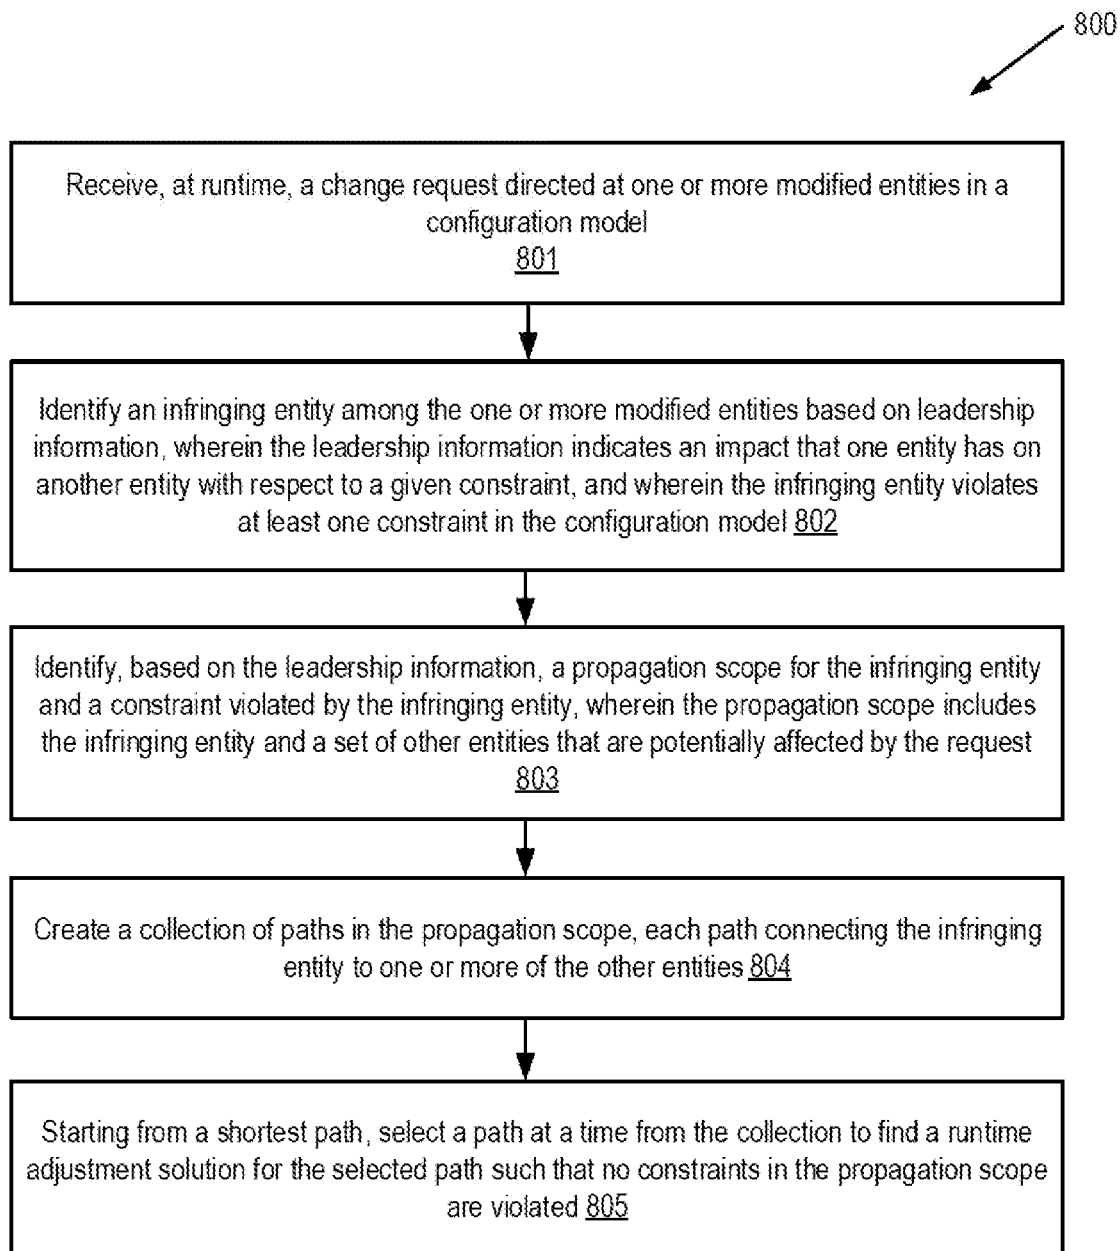 800
Receive, at runtime, a change request directed at one or more modified entities in a
configuration model
801
Identify an infringing entity among the one or more modified entities based on leadership
information, wherein the leadership information indicates an impact that one entity has on
another entity with respect to a given constraint, and wherein the infringing entity violates
at least one constraint in the configuration model 802
Identify, based on the leadership information, a propagation scope for the infringing entity
and a constraint violated by the infringing entity, wherein the propagation scope includes
the infringing entity and a set of other entities that are potentially affected by the request
803
Create a collection of paths in the propagation scope, each path connecting the infringing
entity to one or more of the other entities 804
Starting from a shortest path, select a path at a time from the collection to find a runtime
adjustment solution for the selected path such that no constraints in the propagation scope
are violated 805